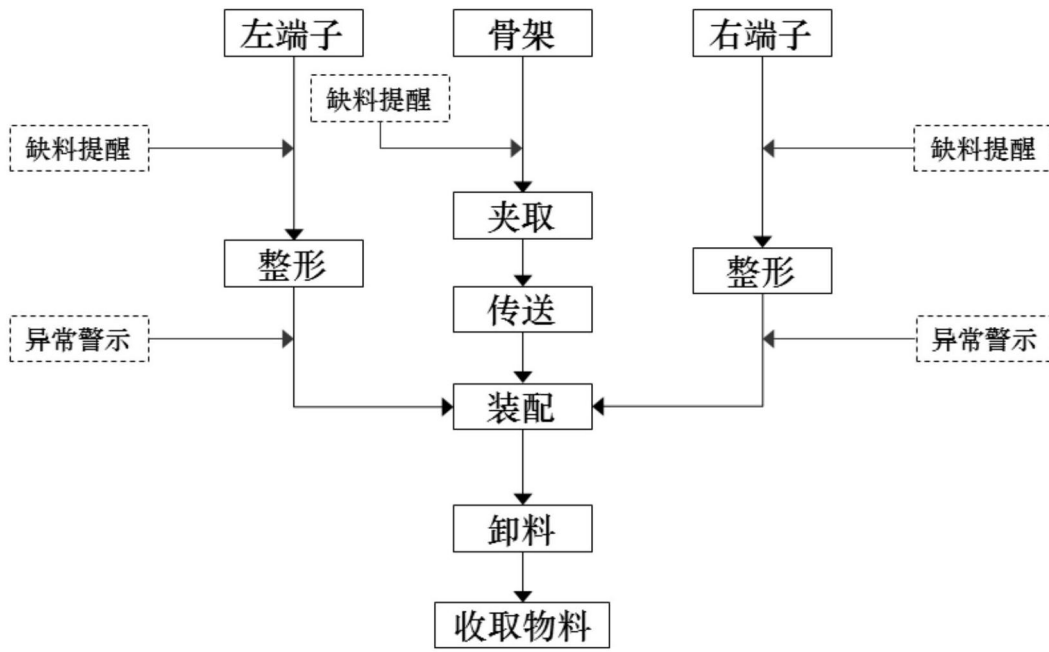 左端子
骨架
右端子
缺料提醒
缺料提醒
缺料提醒
夹取
整形
整形
传送
异常警示
异常警示
装配
卸料
收取物料